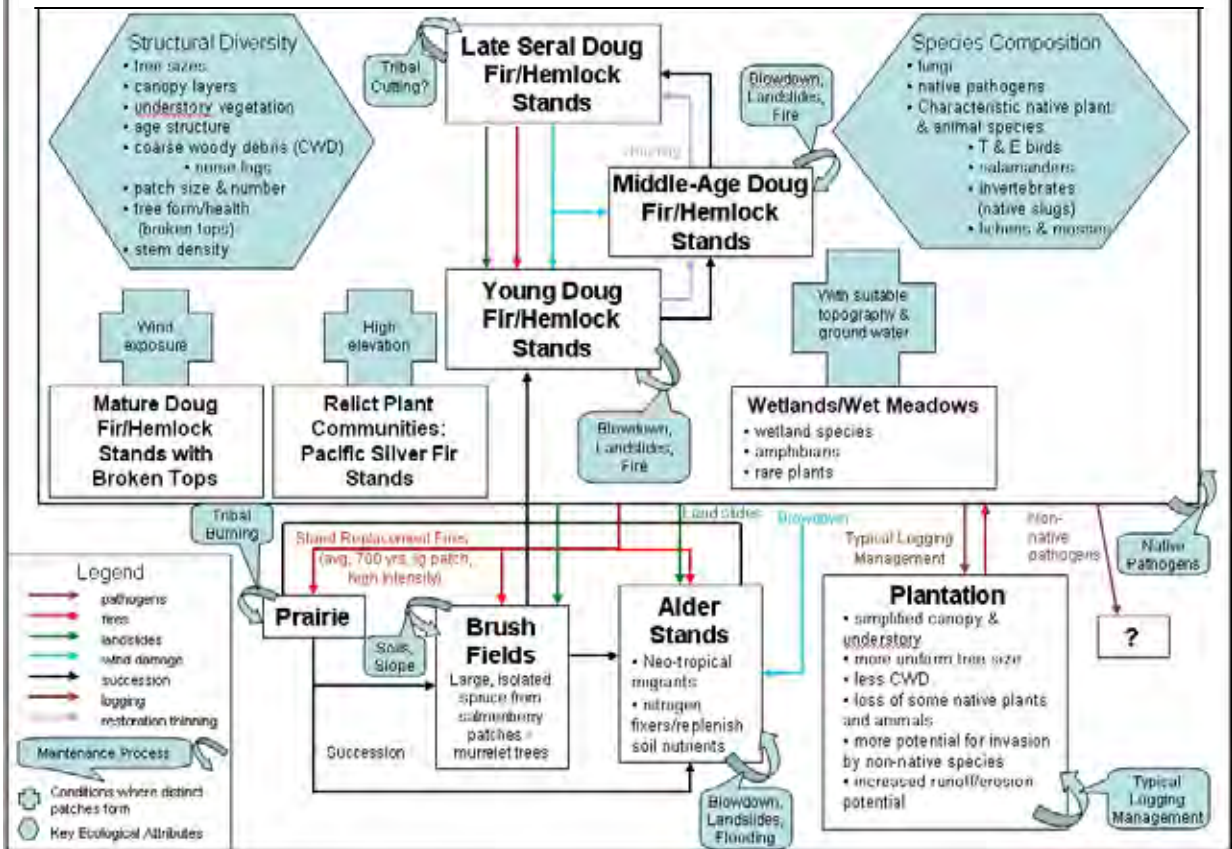 Structural Diversity
• tree sizes
• canopy layers
• understory vegetation
• age structure
• coarse woody debris (CWD)
• nurse logs
• patch size & number
• tree form/health
(broken tops)
• stem density
Tribal
Cutting?
Late Seral Doug
Fir/Hemlock
Stands
Blowdown,
Landslides,
Fire
Species Composition
• fungi
• native pathogens
• Characteristic native plant
& animal species
• T & E birds
• salamanders
• invertebrates
(native slugs)
• lichens & mosses
thinning
Middle-Age Doug
Fir/Hemlock
Stands
Young Doug
Fir/Hemlock
Stands
Wind
exposure
High
elevation
With suitable
topography &
ground water
Mature Doug
Fir/Hemlock
Stands with
Broken Tops
Relict Plant
Communities:
Pacific Silver Fir
Stands
Blowdown,
Landslides,
Fire
Wetlands/Wet Meadows
• wetland species
• amphibians
• rare plants
Tribal
Burning
Stand Replacement Fires
(avg, 700 yrs, lg patch,
high intensity)
Land slides
Blowdown
Typical Logging
Management
Non-
native
pathogens
Native
Pathogens
Legend
pathogens
fires
landslides
wind damage
succession
logging
restoration thinning
Maintenance Process
Conditions where distinct
patches form
Key Ecological Attributes
Prairie
Soils,
Slope
Succession
Brush
Fields
Large, isolated
spruce from
salmonberry
patches -
murrelet trees
Alder
Stands
• Neo-tropical
migrants
• nitrogen
fixers/replenish
soil nutrients
Blowdown,
Landslides,
Flooding
Plantation
• simplified canopy &
understory
• more uniform tree size
• less CWD
• loss of some native plants
and animals
• more potential for invasion
by non-native species
• increased runoff/erosion
potential
?
Typical
Logging
Management